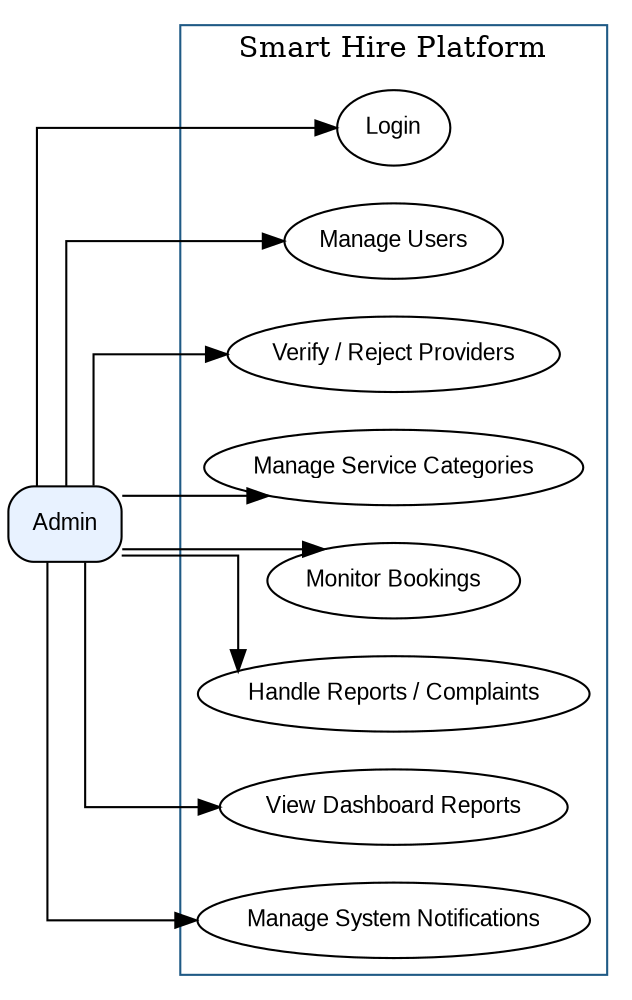 Smart Hire Platform
Login
Manage Users
Verify / Reject Providers
Manage Service Categories
Admin
Monitor Bookings
Handle Reports / Complaints
View Dashboard Reports
Manage System Notifications